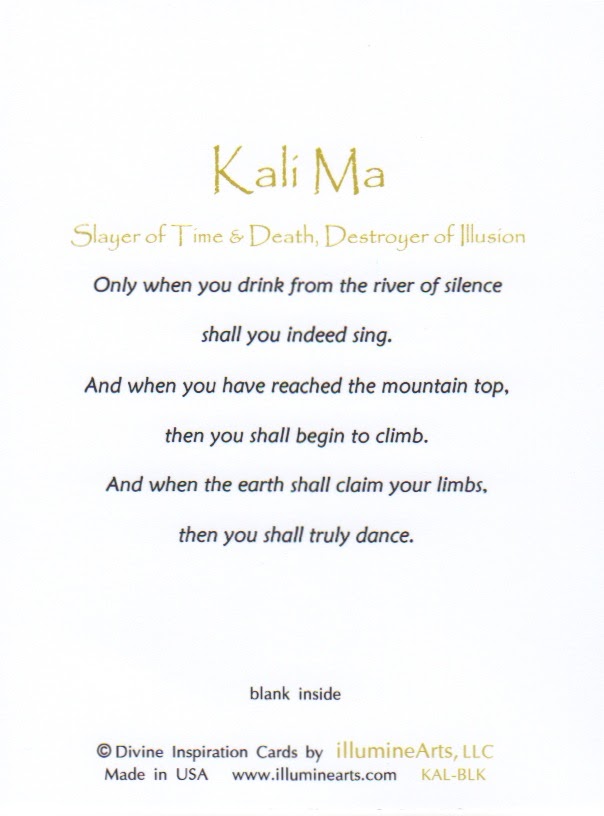 Kali Ma
Slayer of Time & Death, Destroyer of Illusion
Only when you drink from the river of silence
shall you indeed sing.
And when you have reached the mountain top,
then you shall begin to climb.
And when the earth shall claim your limbs,
then you shall truly dance.
blank inside
© Divine Inspiration Cards by illumineArts, LLC
Made in USA www.illuminearts.com KAL-BLK